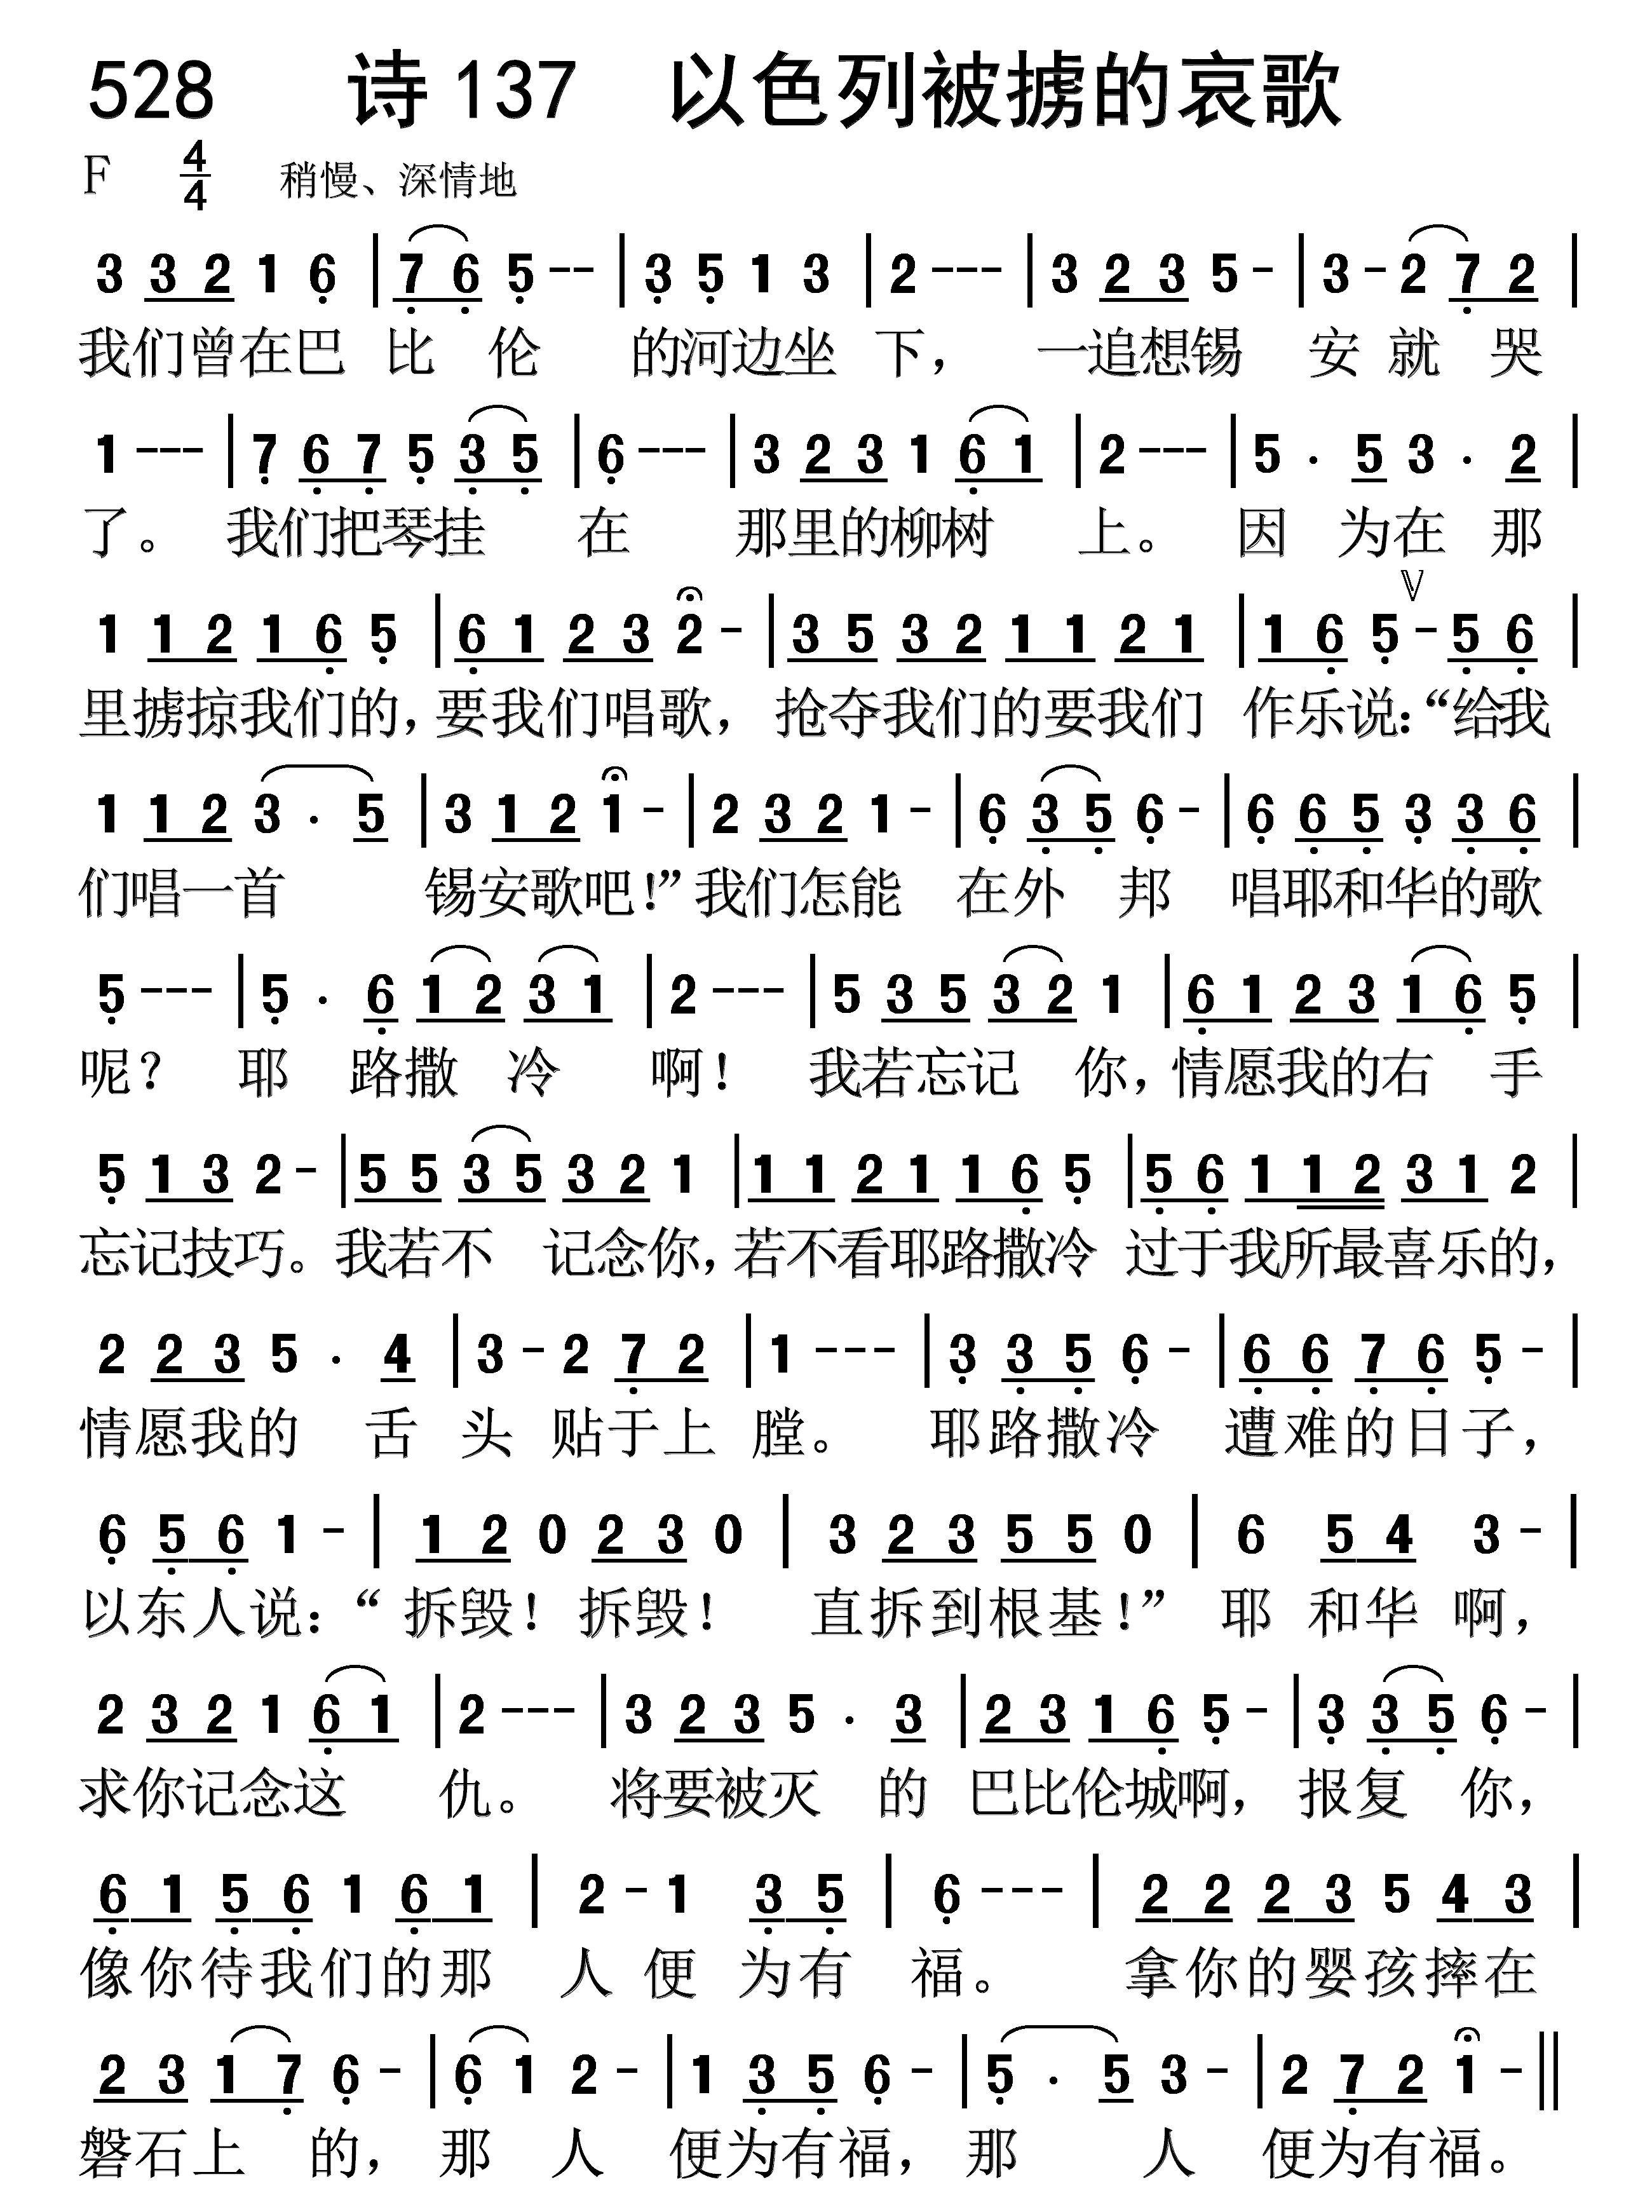 528 诗 137 以色列被掳的哀歌
F 4/4 稍慢、深情地
3 3 2 1 6 | 7 6 5 - - | 3 5 1 3 | 2 - - - | 3 2 3 5 - | 3 - 2 7 2 |
我们曾在巴 比 伦 的河边坐 下， 一追想锡 安 就 哭
1 - - - | 7 6 7 5 3 5 | 6 - - - | 3 2 3 1 6 1 | 2 - - - | 5 . 5 3 . 2 |
了。 我们把琴挂 在 那里的柳树 上。 因 为在 那
1 1 2 1 6 5 | 6 1 2 3 2 - | 3 5 3 2 1 1 2 1 | 1 6 5 - 5 6 |
里掳掠我们的，要我们唱歌， 抢夺我们的要我们 作乐说：“给我
1 1 2 3 . 5 | 3 1 2 1 - | 2 3 2 1 - | 6 3 5 6 - | 6 6 5 3 3 6 |
们唱一首 锡安歌吧！”我们怎能 在外 邦 唱耶和华的歌
5 - - - | 5 . 6 1 2 3 1 | 2 - - - | 5 3 5 3 2 1 | 6 1 2 3 1 6 5 |
呢？ 耶 路撒 冷 啊！ 我若忘记 你，情愿我的右 手
5 1 3 2 - | 5 5 3 5 3 2 1 | 1 1 2 1 1 6 5 | 5 6 1 1 2 3 1 2 |
忘记技巧。我若不 记念你，若不看耶路撒冷 过于我所最喜乐的，
2 2 3 5 . 4 | 3 - 2 7 2 | 1 - - - | 3 3 5 6 - | 6 6 7 6 5 - |
情愿我的 舌 头 贴于上 膛。 耶路撒冷 遭难的日子，
6 5 6 1 - | 1 2 0 2 3 0 | 3 2 3 5 5 0 | 6 5 4 3 - |
以东人说：“拆毁！拆毁！ 直拆到根基！” 耶 和华 啊，
2 3 2 1 6 1 | 2 - - - | 3 2 3 5 . 3 | 2 3 1 6 5 - | 3 3 5 6 - |
求你记念这 仇。 将要被灭 的 巴比伦城啊， 报复 你，
6 1 5 6 1 6 1 | 2 - 1 3 5 | 6 - - - | 2 2 2 3 5 4 3 |
像你待我们的那 人 便 为有 福。 拿你的婴孩摔在
2 3 1 7 6 - | 6 1 2 - | 1 3 5 6 - | 5 . 5 3 - | 2 7 2 1 - ||
磐石上 的， 那 人 便为有福， 那 人 便为有福。